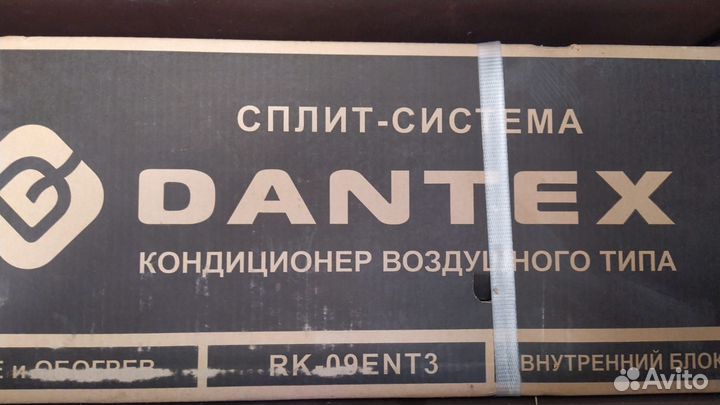 СПЛИТ-СИСТЕМА
DANTEX
КОНДИЦИОНЕР ВОЗДУШНОГО ТИПА
Е и ОБОГРЕВ
RK-09ENT3
ВНУТРЕННИЙ БЛОК
Avito